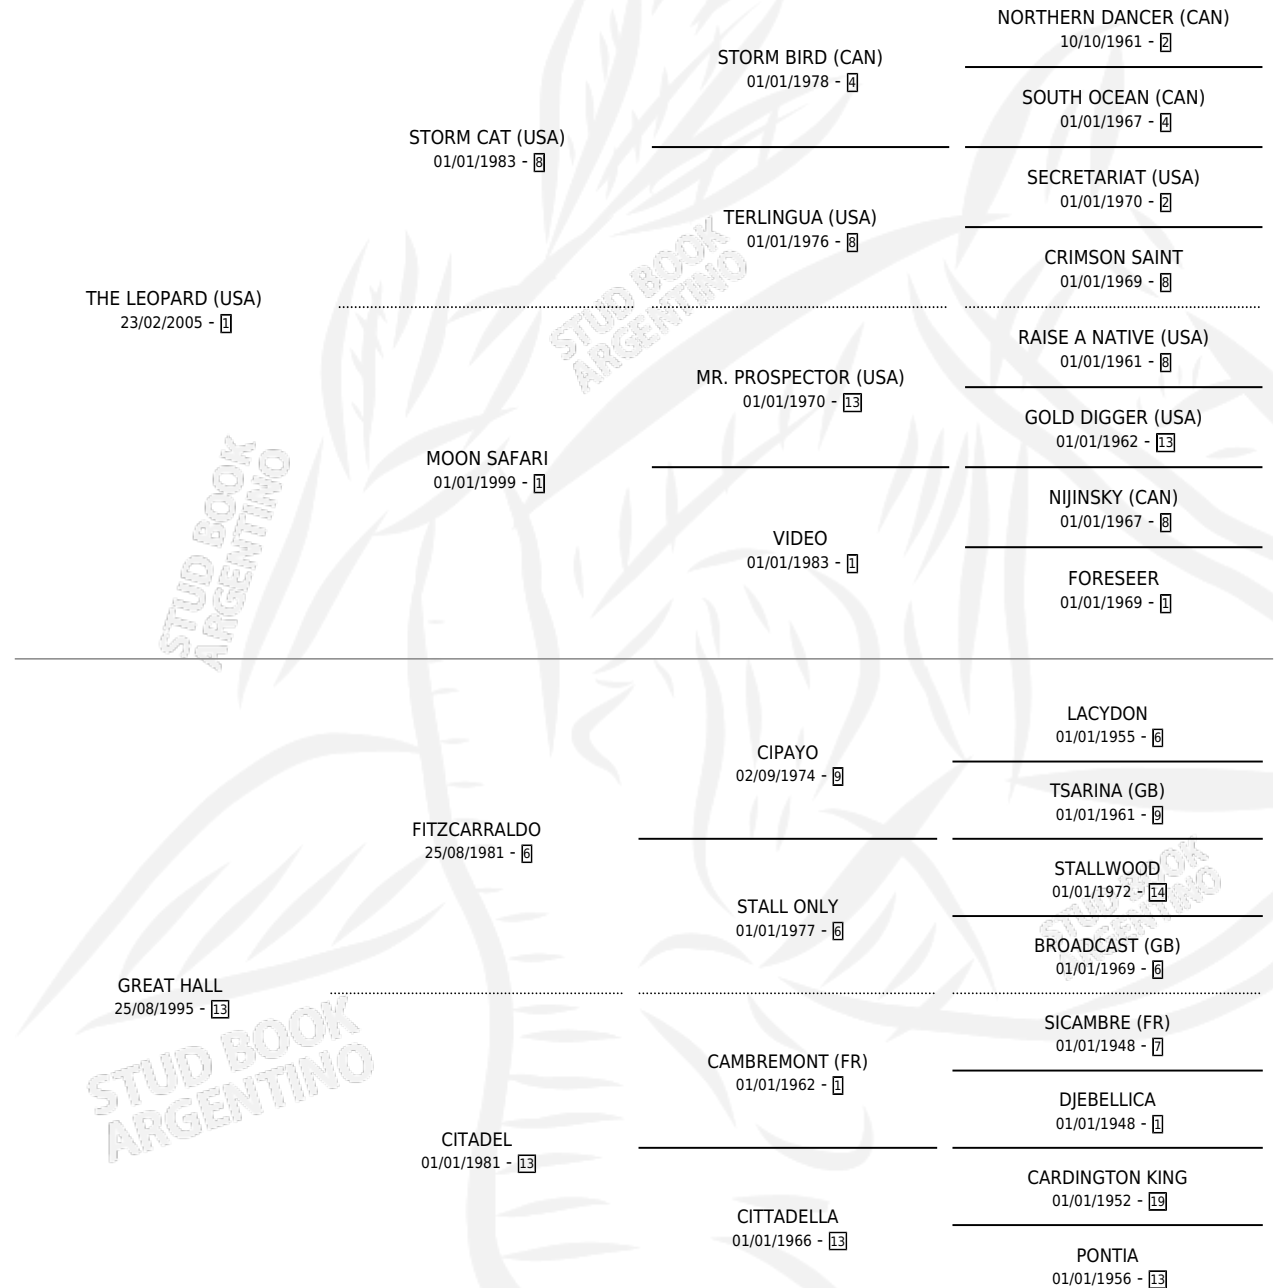 NORTHERN DANCER (CAN)
10/10/1961 - 2
STORM BIRD (CAN)
01/01/1978 - 4
SOUTH OCEAN (CAN)
01/01/1967 - 4
STORM CAT (USA)
01/01/1983 - 8
SECRETARIAT (USA)
01/01/1970 - 2
TERLINGUA (USA)
01/01/1976 - 8
CRIMSON SAINT
01/01/1969 - 8
THE LEOPARD (USA)
23/02/2005 - 1
RAISE A NATIVE (USA)
01/01/1961 - 8
MR. PROSPECTOR (USA)
01/01/1970 - 13
GOLD DIGGER (USA)
01/01/1962 - 13
MOON SAFARI
01/01/1999 - 1
NIJINSKY (CAN)
01/01/1967 - 8
VIDEO
01/01/1983 - 1
FORESEER
01/01/1969 - 1
LACYDON
01/01/1955 - 6
CIPAYO
02/09/1974 - 9
TSARINA (GB)
01/01/1961 - 9
FITZCARRALDO
25/08/1981 - 6
STALLWOOD
01/01/1972 - 14
STALL ONLY
01/01/1977 - 6
BROADCAST (GB)
01/01/1969 - 6
GREAT HALL
25/08/1995 - 13
SICAMBRE (FR)
01/01/1948 - 7
CAMBREMONT (FR)
01/01/1962 - 1
DJEBELLICA
01/01/1948 - 1
CITADEL
01/01/1981 - 13
CARDINGTON KING
01/01/1952 - 19
CITTADELLA
01/01/1966 - 13
PONTIA
01/01/1956 - 13
STUD BOOK
ARGENTINO
STUD BOOK
ARGENTINO
STUD BOOK
ARGENTINO
STUD BOOK
ARGENTINO